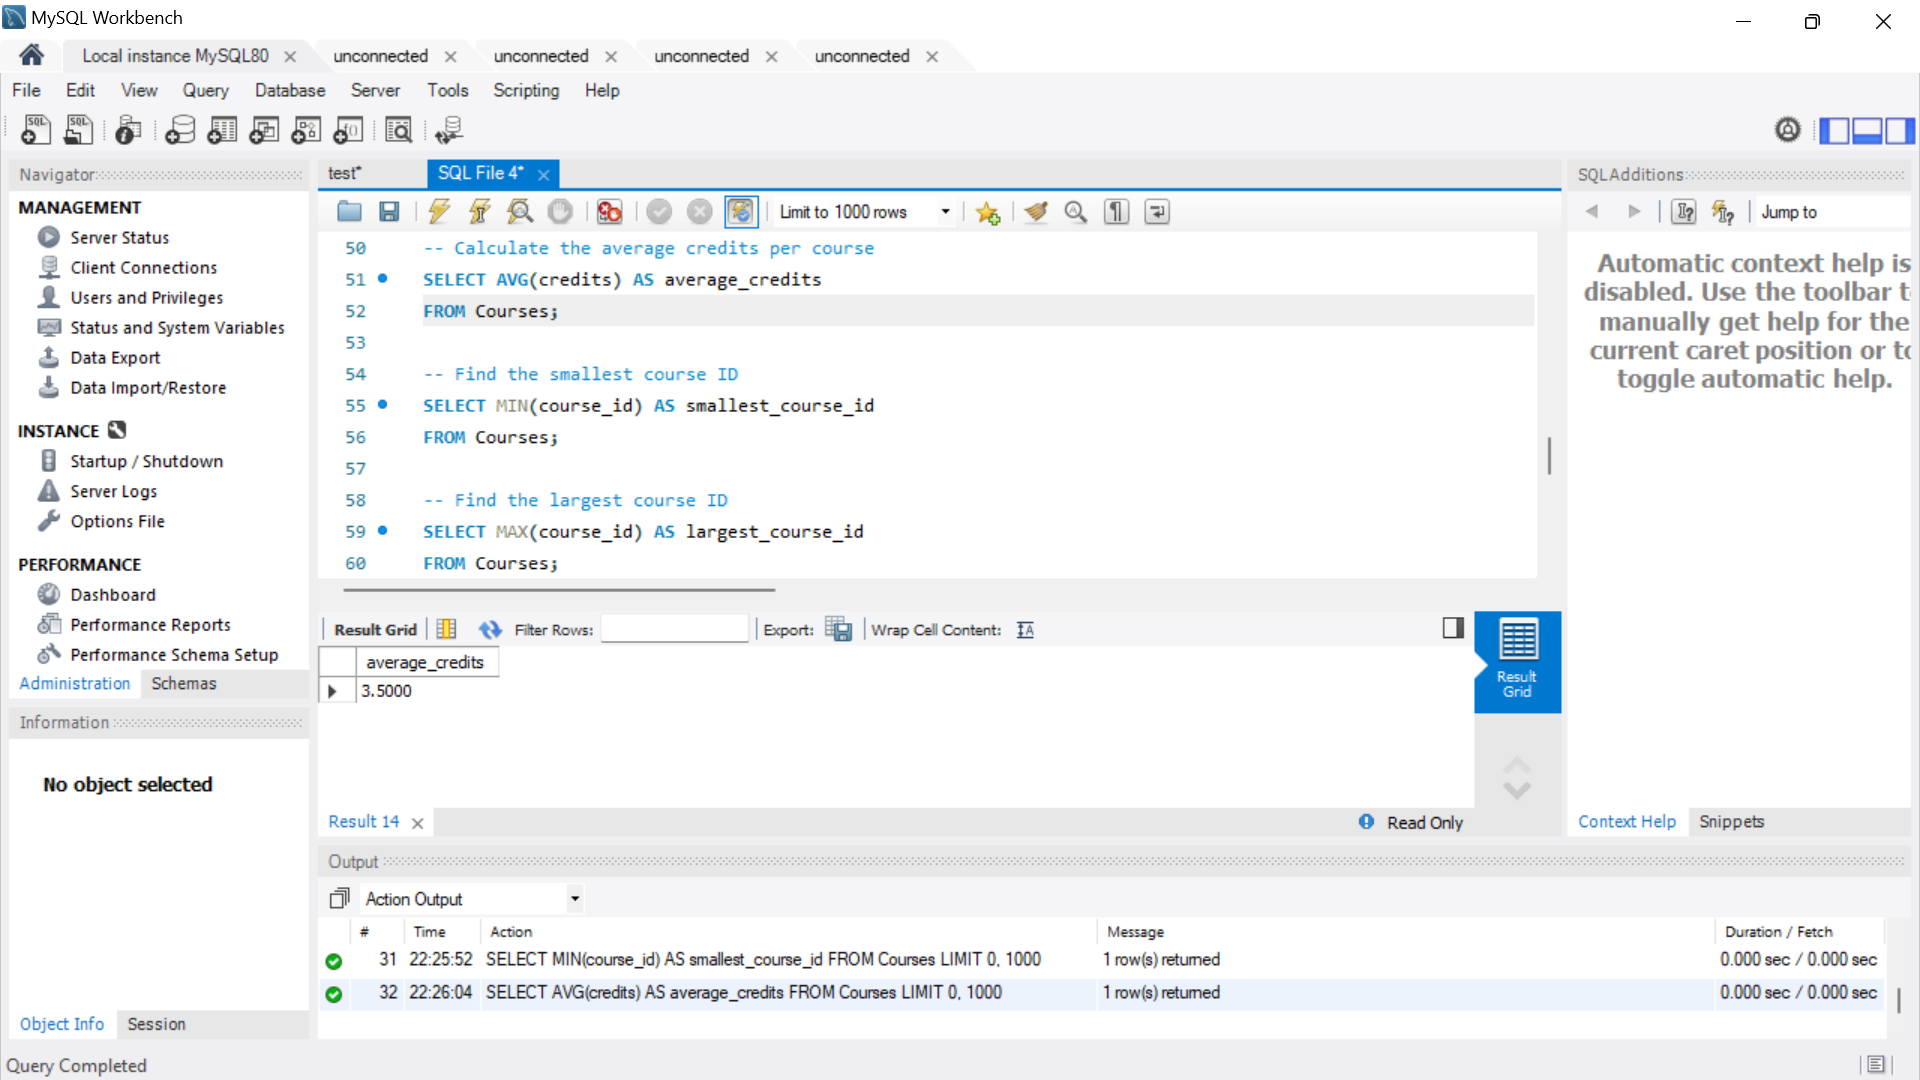 MySQL Workbench
Local instance MySQL80
unconnected
unconnected
unconnected
unconnected
File Edit View Query Database Server Tools Scripting Help
Navigator
MANAGEMENT
Server Status
Client Connections
Users and Privileges
Status and System Variables
Data Export
Data Import/Restore
INSTANCE
Startup / Shutdown
Server Logs
Options File
PERFORMANCE
Dashboard
Performance Reports
Performance Schema Setup
Administration Schemas
Information
No object selected
Object Info Session
test*
SQL File 4*
Limit to 1000 rows
50 -- Calculate the average credits per course
51 SELECT AVG(credits) AS average_credits
52 FROM Courses;
53
54 -- Find the smallest course ID
55 SELECT MIN(course_id) AS smallest_course_id
56 FROM Courses;
57
58 -- Find the largest course ID
59 SELECT MAX(course_id) AS largest_course_id
60 FROM Courses;
Result Grid Filter Rows: Export: Wrap Cell Content:
average_credits
3.5000
Result Grid
Result 14
Read Only
SQLAdditions
Jump to
Automatic context help is
disabled. Use the toolbar t
manually get help for the
current caret position or to
toggle automatic help.
Context Help Snippets
Output
Action Output
# Time Action Message Duration / Fetch
31 22:25:52 SELECT MIN(course_id) AS smallest_course_id FROM Courses LIMIT 0, 1000 1 row(s) returned 0.000 sec / 0.000 sec
32 22:26:04 SELECT AVG(credits) AS average_credits FROM Courses LIMIT 0, 1000 1 row(s) returned 0.000 sec / 0.000 sec
Query Completed